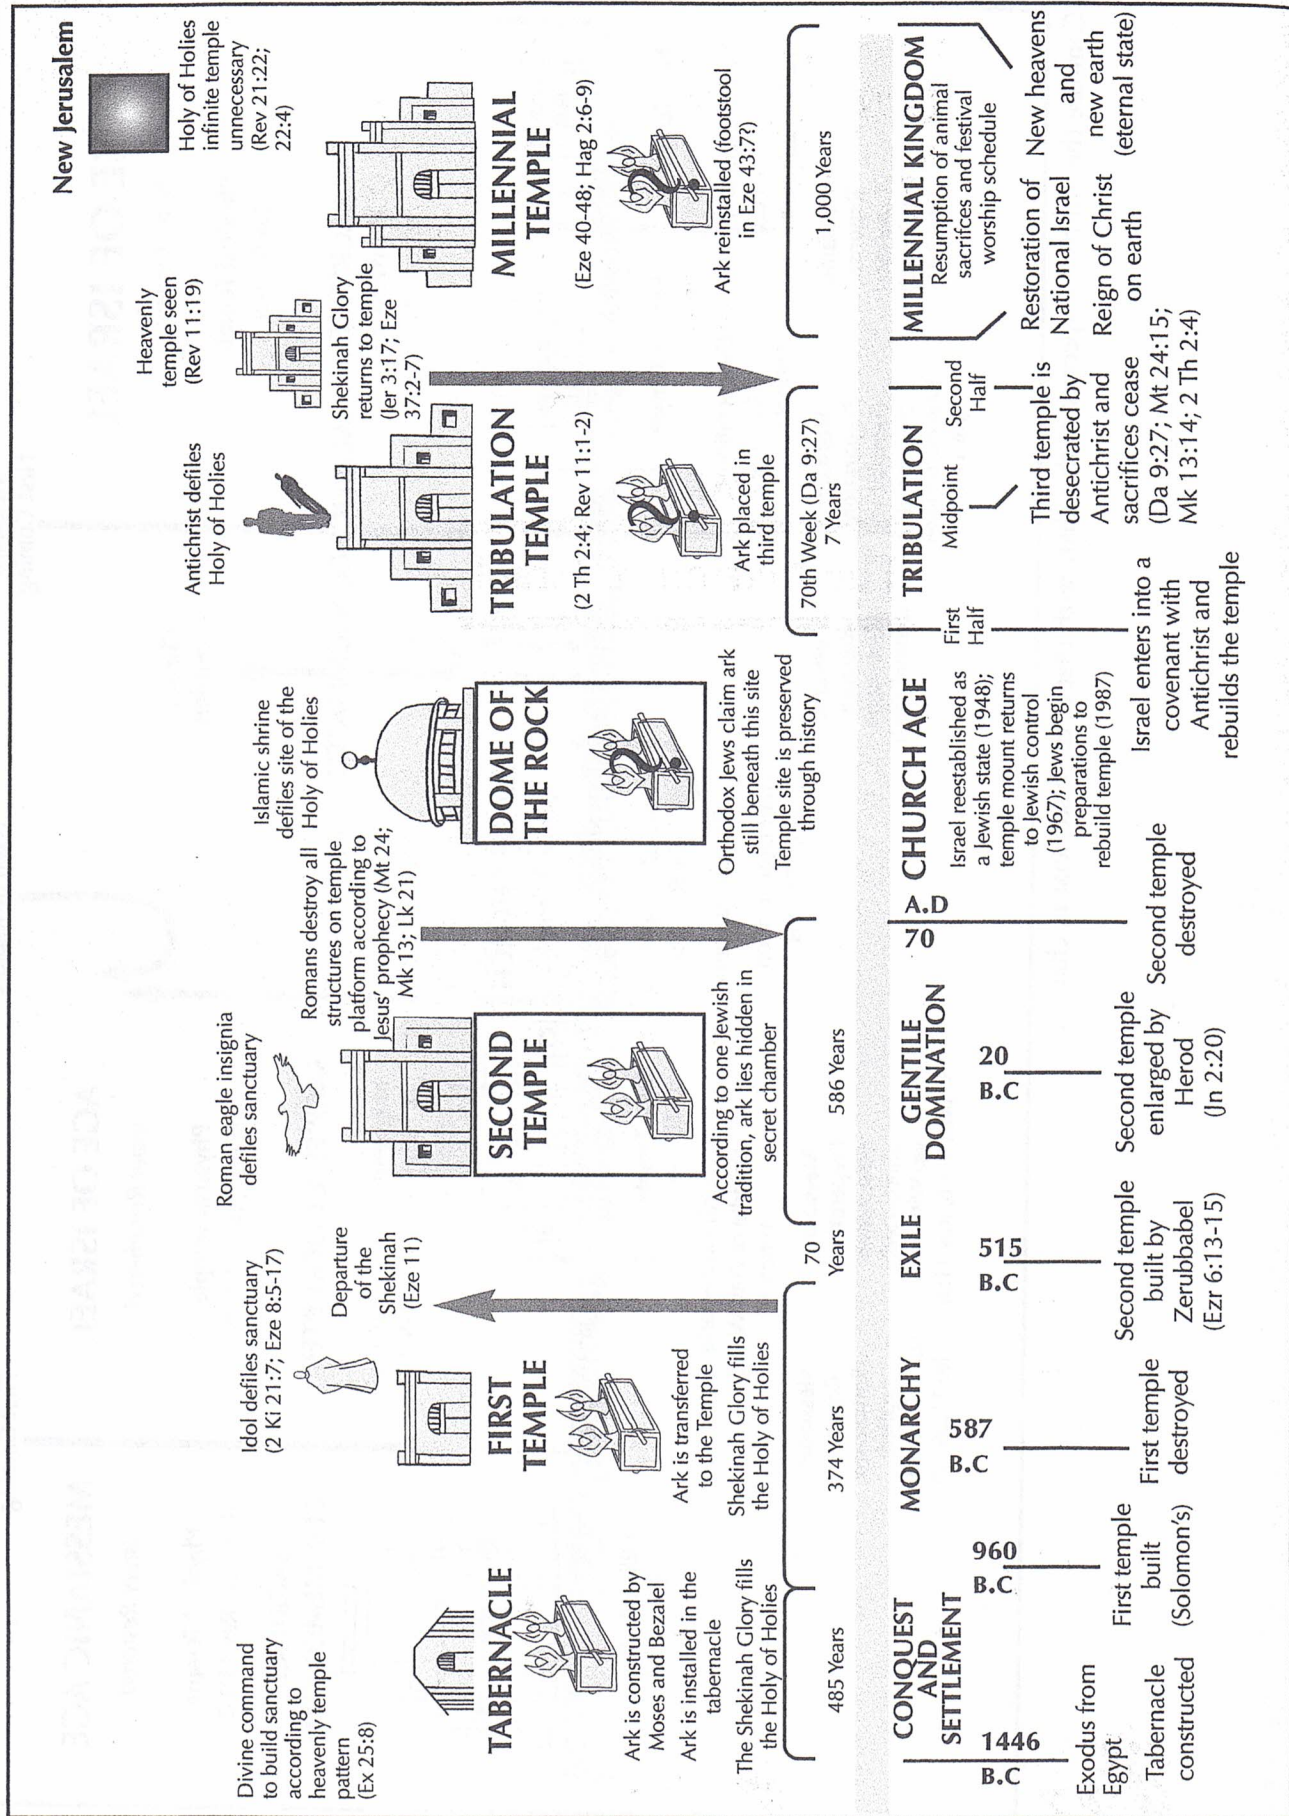 Divine command
to build sanctuary
according to
heavenly temple
pattern
(Ex 25:8)
TABERNACLE
Ark is constructed by
Moses and Bezalel
Ark is installed in the
tabernacle
The Shekinah Glory fills
the Holy of Holies
485 Years
Idol defiles sanctuary
(2 Ki 21:7; Eze 8:5-17)
FIRST
TEMPLE
Ark is transferred
to the Temple
Shekinah Glory fills
the Holy of Holies
374 Years
Departure
of the
Shekinah
(Eze 11)
70
Years
Roman eagle insignia
defiles sanctuary
SECOND
TEMPLE
According to one Jewish
tradition, ark lies hidden in
secret chamber
586 Years
Romans destroy all
structures on temple
platform according to
Jesus' prophecy (Mt 24;
Mk 13; Lk 21)
Islamic shrine
defiles site of the
Holy of Holies
DOME OF
THE ROCK
?
Orthodox Jews claim ark
still beneath this site
Temple site is preserved
through history
Antichrist defiles
Holy of Holies
TRIBULATION
TEMPLE
(2 Th 2:4; Rev 11:1-2)
?
Ark placed in
third temple
70th Week (Da 9:27)
7 Years
Heavenly
temple seen
(Rev 11:19)
Shekinah Glory
returns to temple
(Jer 3:17; Eze
37:2-7)
MILLENNIAL
TEMPLE
(Eze 40-48; Hag 2:6-9)
?
Ark reinstalled (footstool
in Eze 43:7?)
1,000 Years
New Jerusalem
Holy of Holies
infinite temple
unnecessary
(Rev 21:22;
22:4)
CONQUEST
AND
SETTLEMENT
1446
B.C
Exodus from
Egypt
Tabernacle
constructed
960
B.C
First temple
built
(Solomon's)
MONARCHY
587
B.C
First temple
destroyed
EXILE
515
B.C
Second temple
built by
Zerubbabel
(Ezr 6:13-15)
GENTILE
DOMINATION
20
B.C
Second temple
enlarged by
Herod
(Jn 2:20)
A.D
70
Second temple
destroyed
CHURCH AGE
Israel reestablished as
a Jewish state (1948);
temple mount returns
to Jewish control
(1967); Jews begin
preparations to
rebuild temple (1987)
TRIBULATION
First
Half
Midpoint
Second
Half
Israel enters into a
covenant with
Antichrist and
rebuilds the temple
Third temple is
desecrated by
Antichrist and
sacrifices cease
(Da 9:27; Mt 24:15;
Mk 13:14; 2 Th 2:4)
MILLENNIAL KINGDOM
Resumption of animal
sacrifces and festival
worship schedule
Restoration of
National Israel
Reign of Christ
on earth
New heavens
and
new earth
(eternal state)